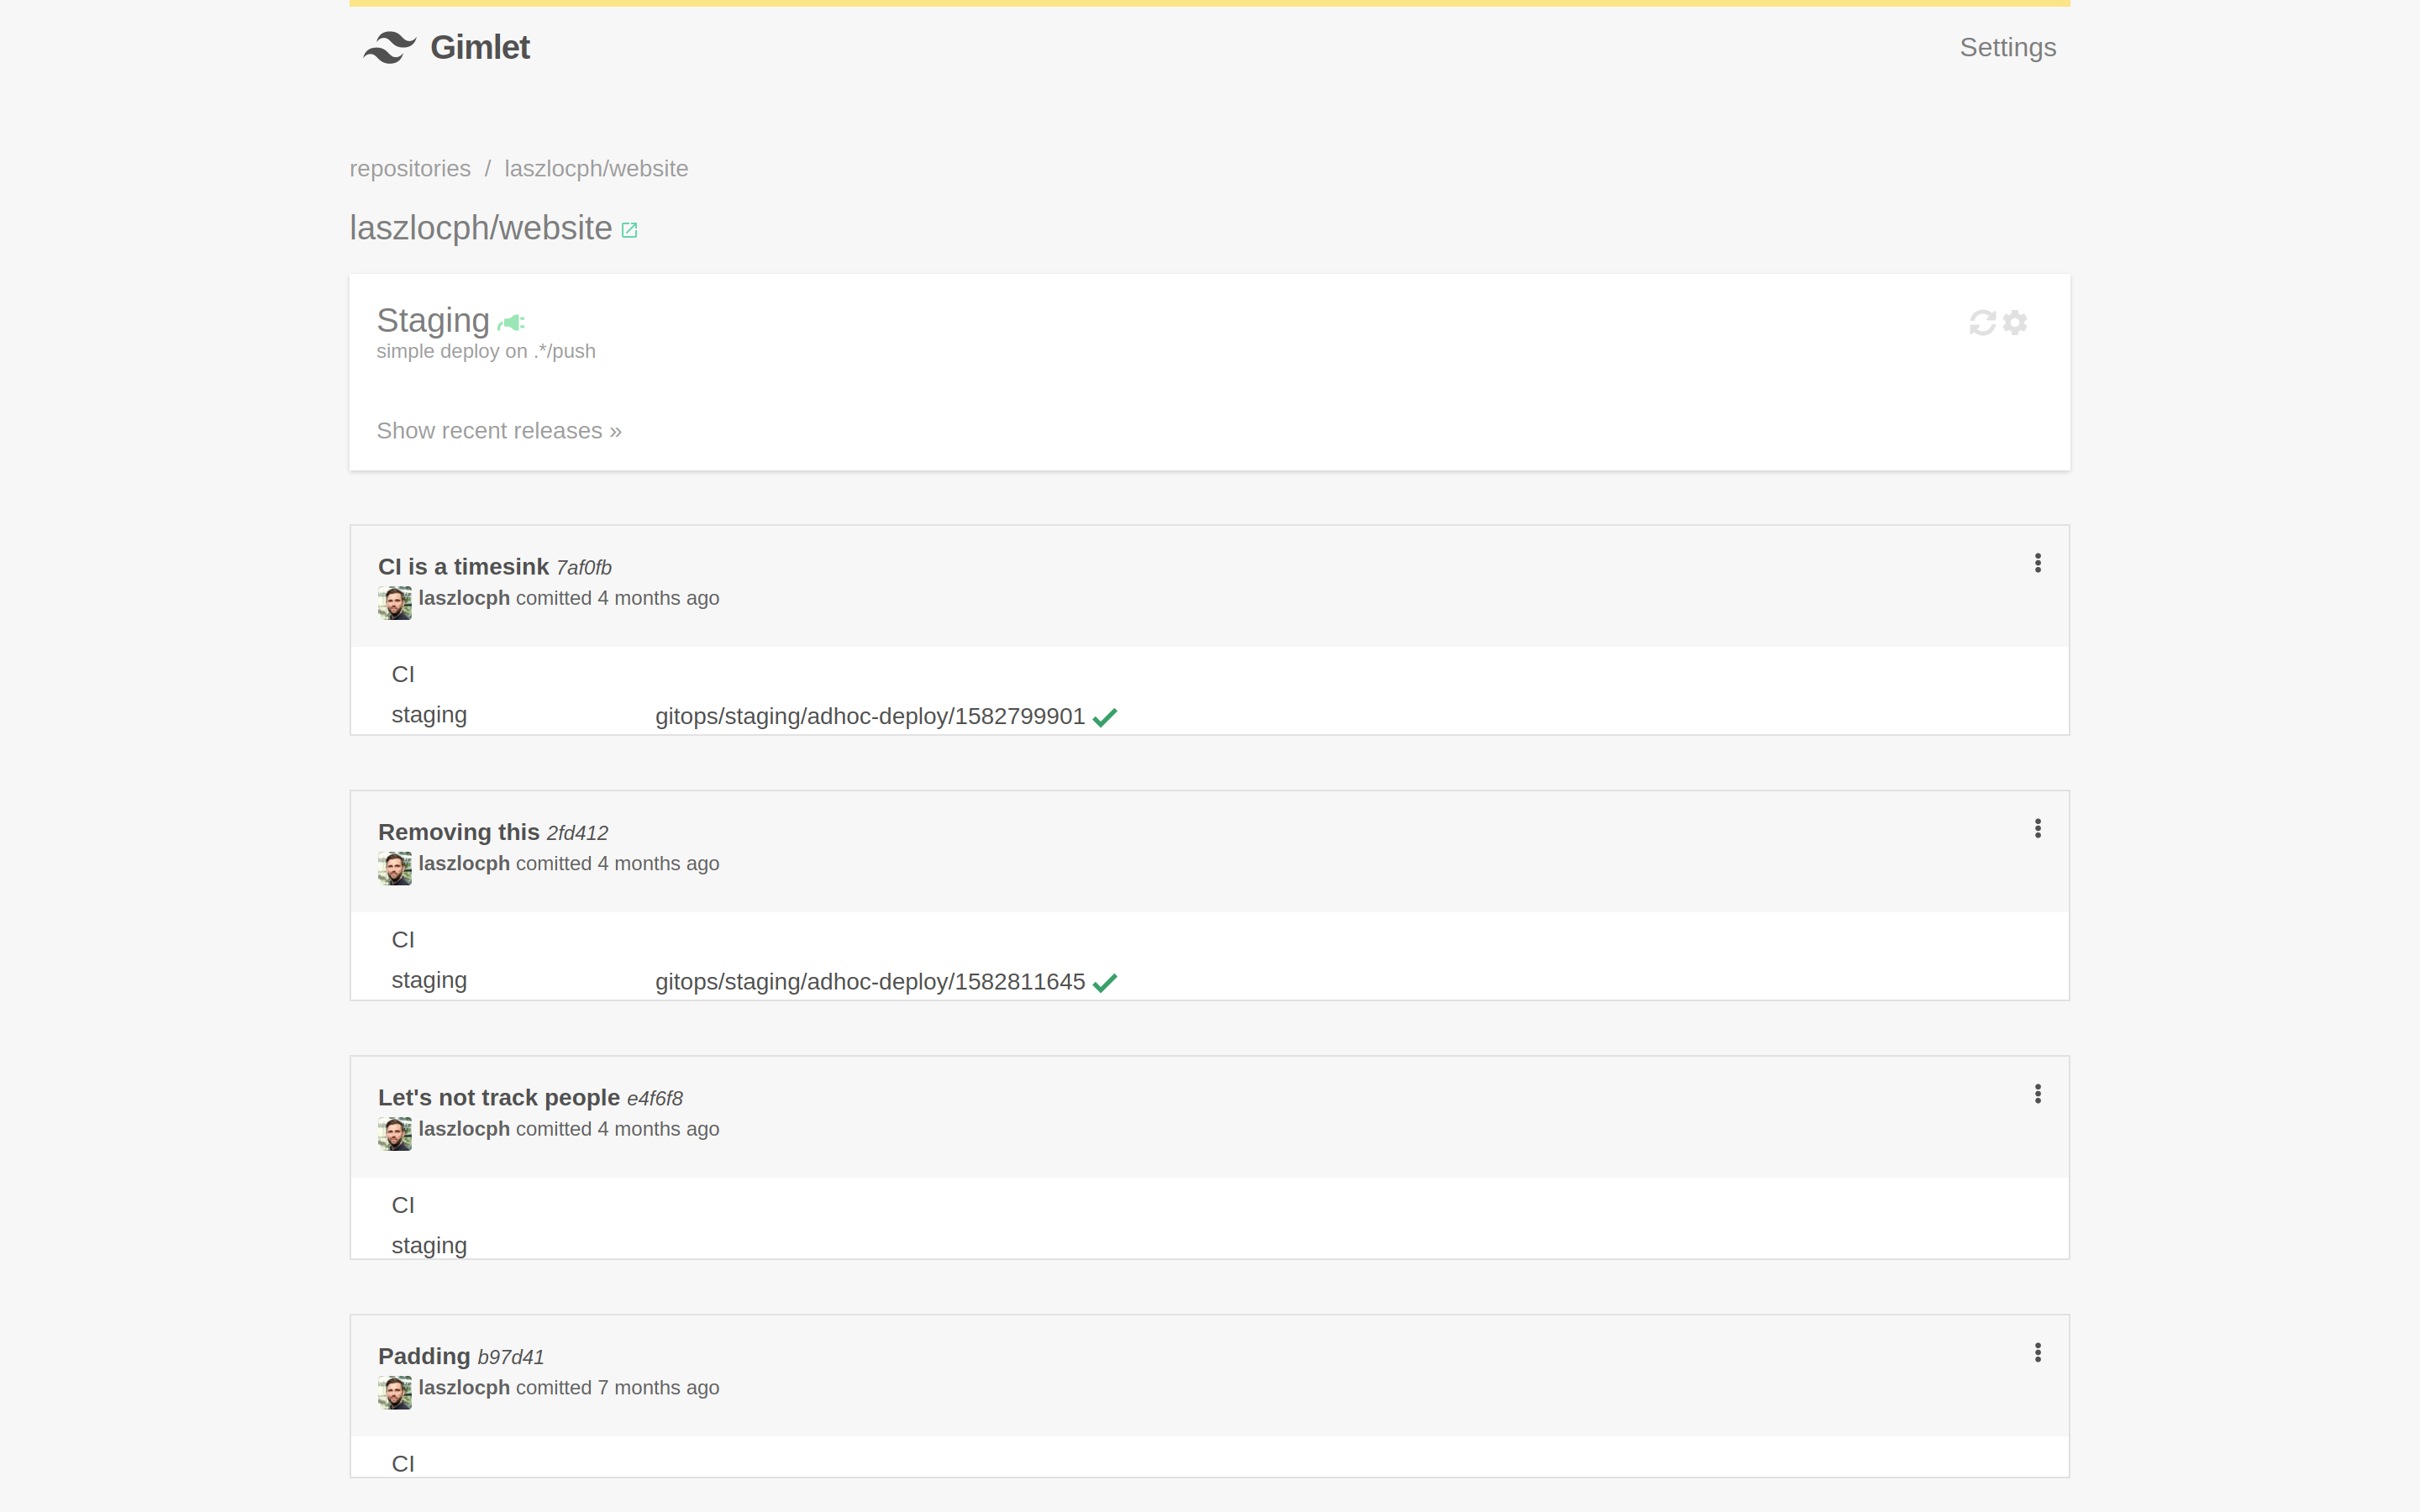 Gimlet
Settings
repositories / laszlocph/website
laszlocph/website
Staging
simple deploy on .*/push
Show recent releases »
CI is a timesink 7af0fb
laszlocph comitted 4 months ago
CI
staging gitops/staging/adhoc-deploy/1582799901
Removing this 2fd412
laszlocph comitted 4 months ago
CI
staging gitops/staging/adhoc-deploy/1582811645
Let's not track people e4f6f8
laszlocph comitted 4 months ago
CI
staging
Padding b97d41
laszlocph comitted 7 months ago
CI